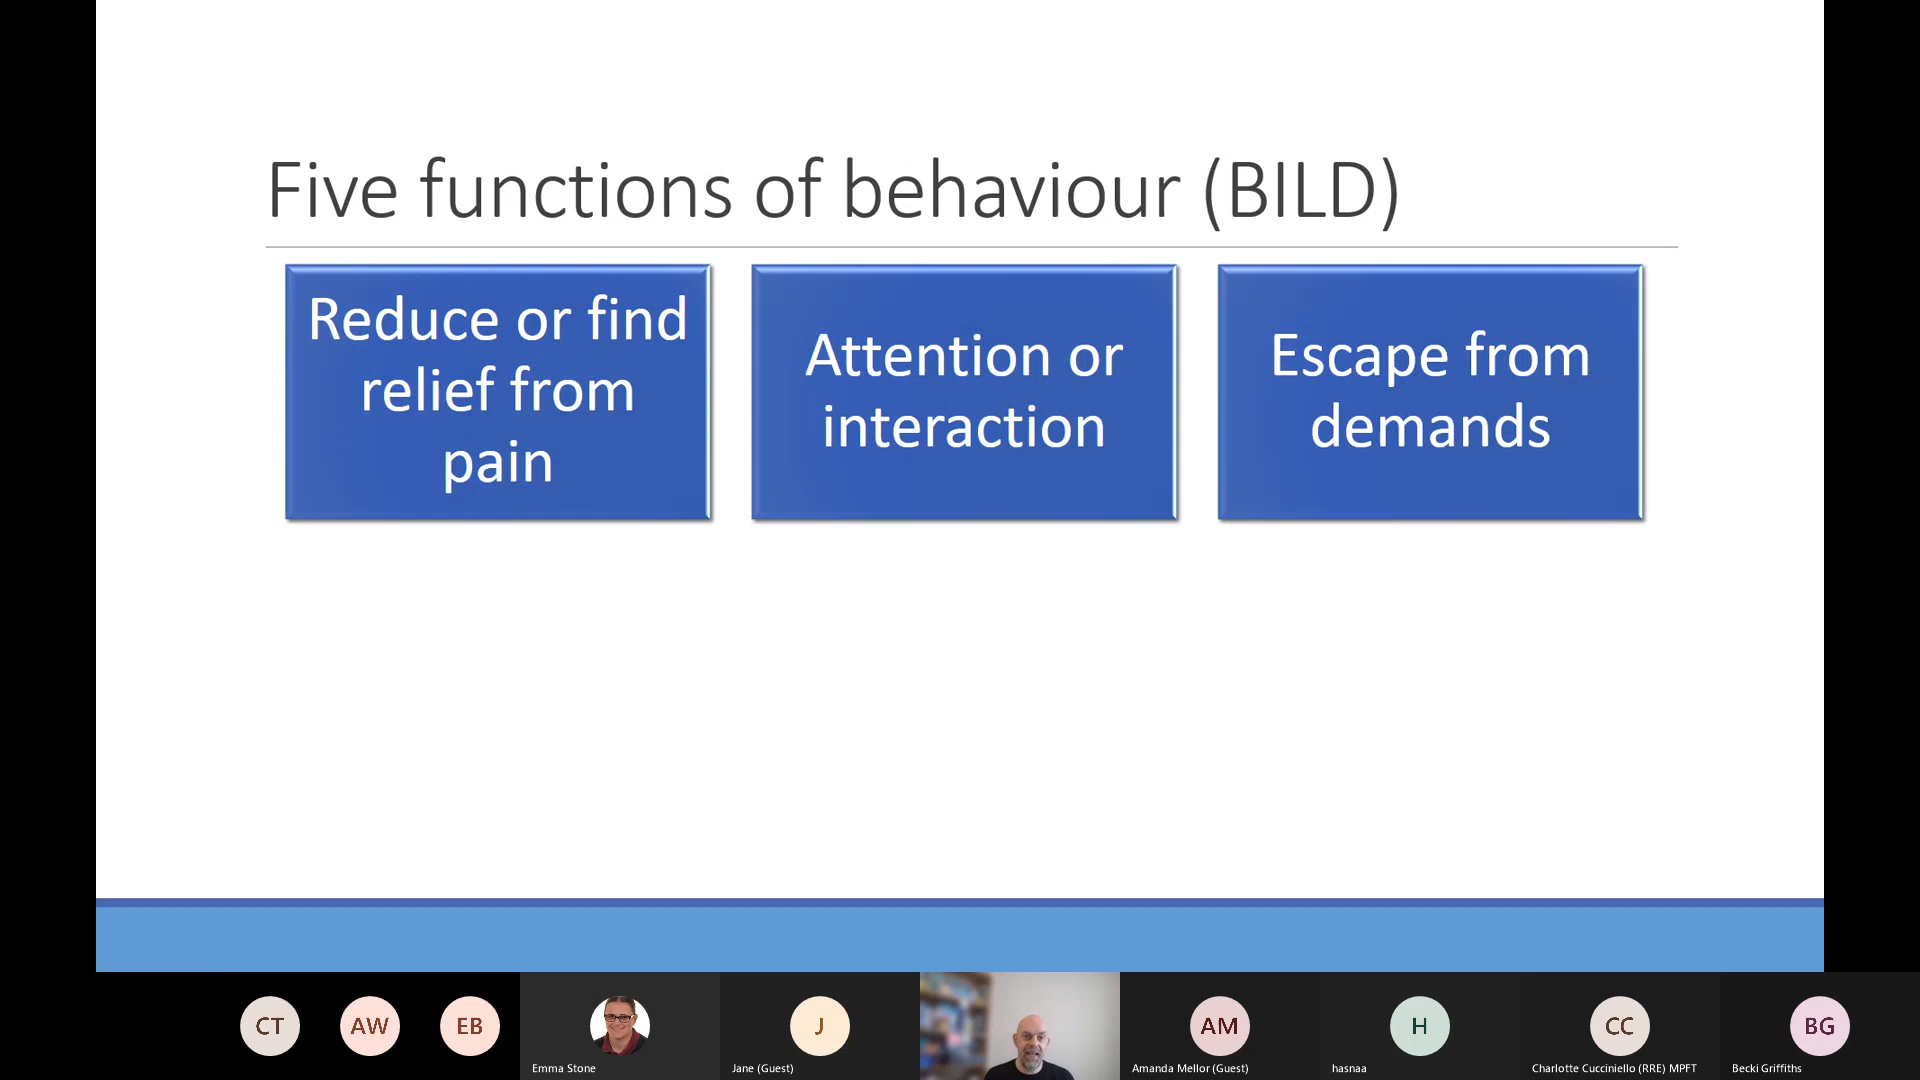 Five functions of behaviour (BILD)
Reduce or find
relief from
pain
Attention or
interaction
Escape from
demands
CT
AW
EB
Emma Stone
J
Jane (Guest)
AM
Amanda Mellor (Guest)
H
hasnaa
CC
Charlotte Cucciniello (RRE) MPFT
BG
Becki Griffiths